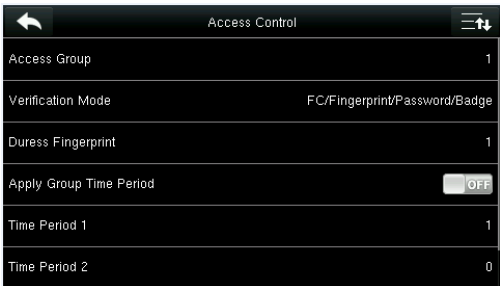 Access Control
Access Group 1
Verification Mode FC/Fingerprint/Password/Badge
Duress Fingerprint 1
Apply Group Time Period OFF
Time Period 1 1
Time Period 2 0